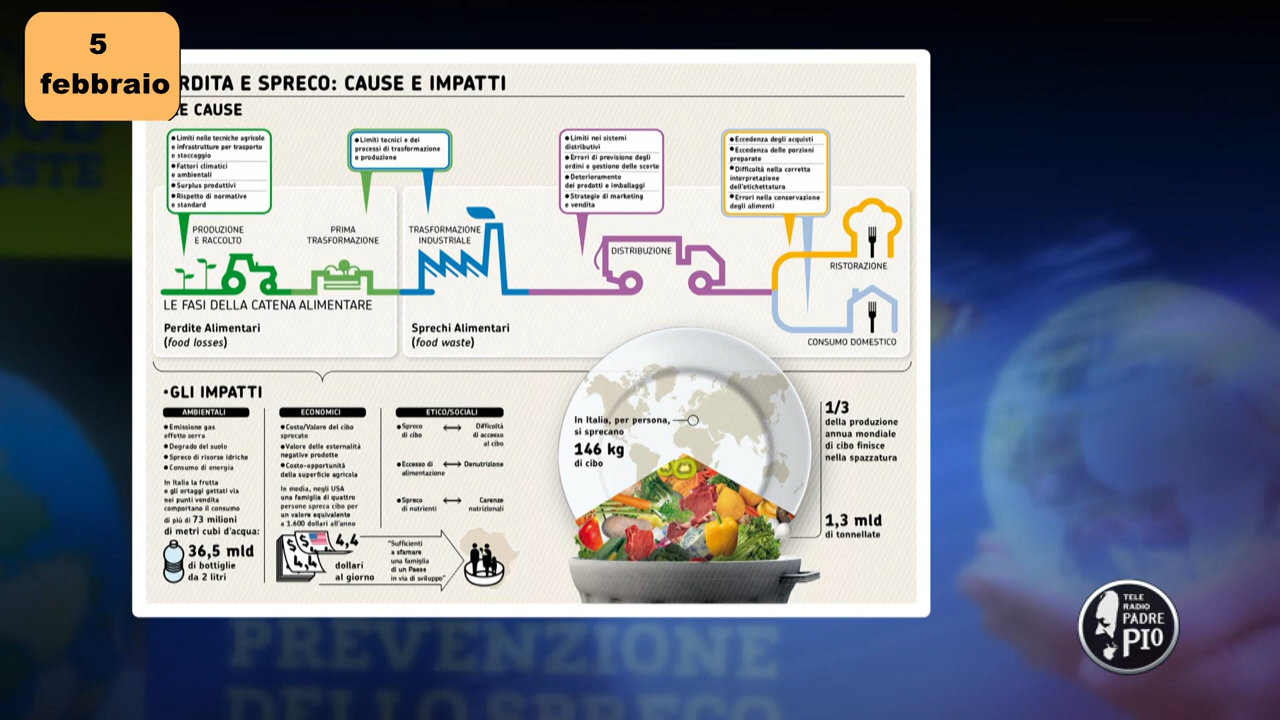 5
febbraio
RDITA E SPRECO: CAUSE E IMPATTI
LE CAUSE
Limiti nelle tecniche agricole
e infrastrutture per trasporto
e stoccaggio
Fattori climatici
e ambientali
Surplus produttivi
Rispetto di normative
e standard
Limiti tecnici e dei
processi di trasformazione
e produzione
Limiti nei sistemi
distributivi
Errori di previsione degli
ordini e gestione delle scorte
Deterioramento
dei prodotti e imballaggi
Strategie di marketing
e vendita
Eccedenza degli acquisti
Eccedenza delle porzioni
preparate
Difficoltà nella corretta
interpretazione
dell'etichettatura
Errori nella conservazione
degli alimenti
PRODUZIONE
E RACCOLTO
PRIMA
TRASFORMAZIONE
TRASFORMAZIONE
INDUSTRIALE
DISTRIBUZIONE
RISTORAZIONE
CONSUMO DOMESTICO
LE FASI DELLA CATENA ALIMENTARE
Perdite Alimentari
(food losses)
Sprechi Alimentari
(food waste)
•GLI IMPATTI
AMBIENTALI
Emissione gas
effetto serra
Degrado del suolo
Spreco di risorse idriche
Consumo di energia
In Italia la frutta
e gli ortaggi gettati via
nei punti vendita
comportano il consumo
di più di 73 milioni
di metri cubi d'acqua:
36,5 mld
di bottiglie
da 2 litri
ECONOMICI
Costo/Valore del cibo
sprecato
Valore delle esternalità
negative prodotte
Costo-opportunità
della superficie agricola
In media, negli USA
una famiglia di quattro
persone spreca cibo per
un valore equivalente
a 1.600 dollari all'anno
$ $
4,4
4,4
dollari
al giorno
ETICO/SOCIALI
Spreco
di cibo
Difficoltà
di accesso
al cibo
Eccesso di
alimentazione
Denutrizione
Spreco
di nutrienti
Carenze
nutrizionali
"Sufficienti
a sfamare
una famiglia
di un Paese
in via di sviluppo"
In Italia, per persona,
si sprecano
146 kg
di cibo
1/3
della produzione
annua mondiale
di cibo finisce
nella spazzatura
1,3 mld
di tonnellate
TELE
RADIO
PADRE
PIO
PREVENZIONE
DELLO SPRECO